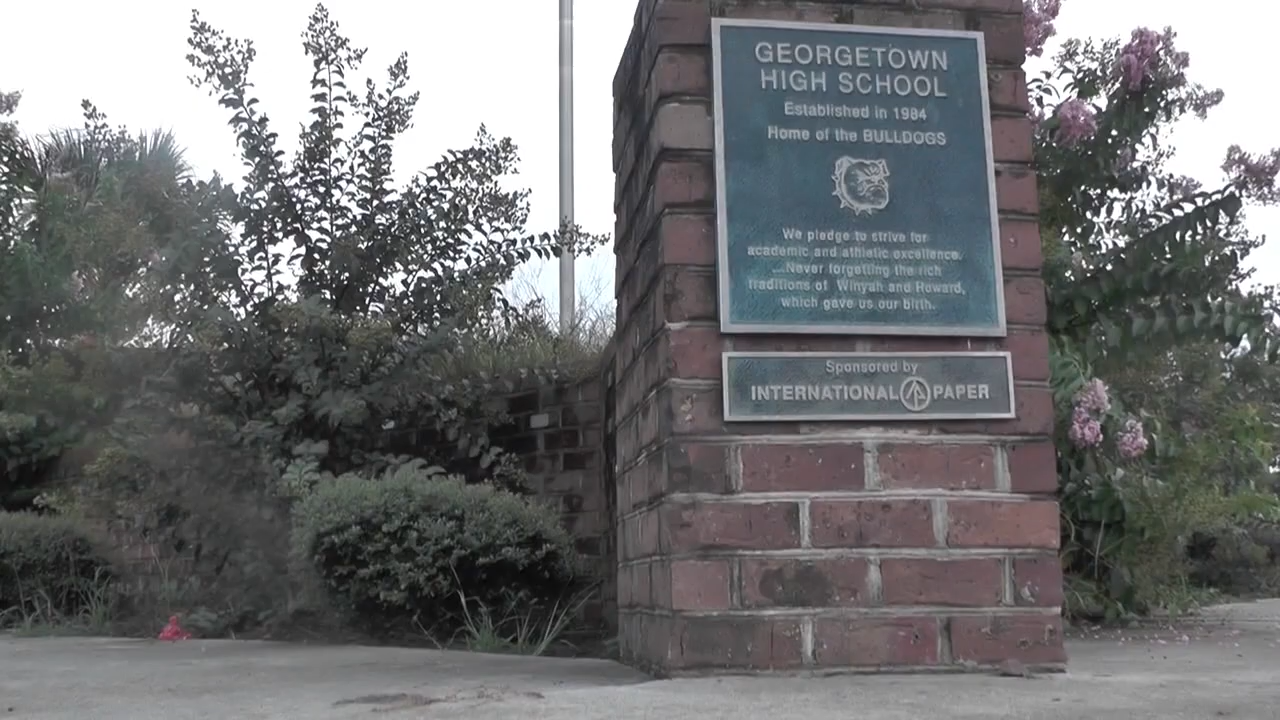 GEORGETOWN
HIGH SCHOOL
Established in 1984
Home of the BULLDOGS
We pledge to strive for
academic and athletic excellence.
...Never forgetting the rich
traditions of Winyah and Howard,
which gave us our birth.
Sponsored by
INTERNATIONAL PAPER